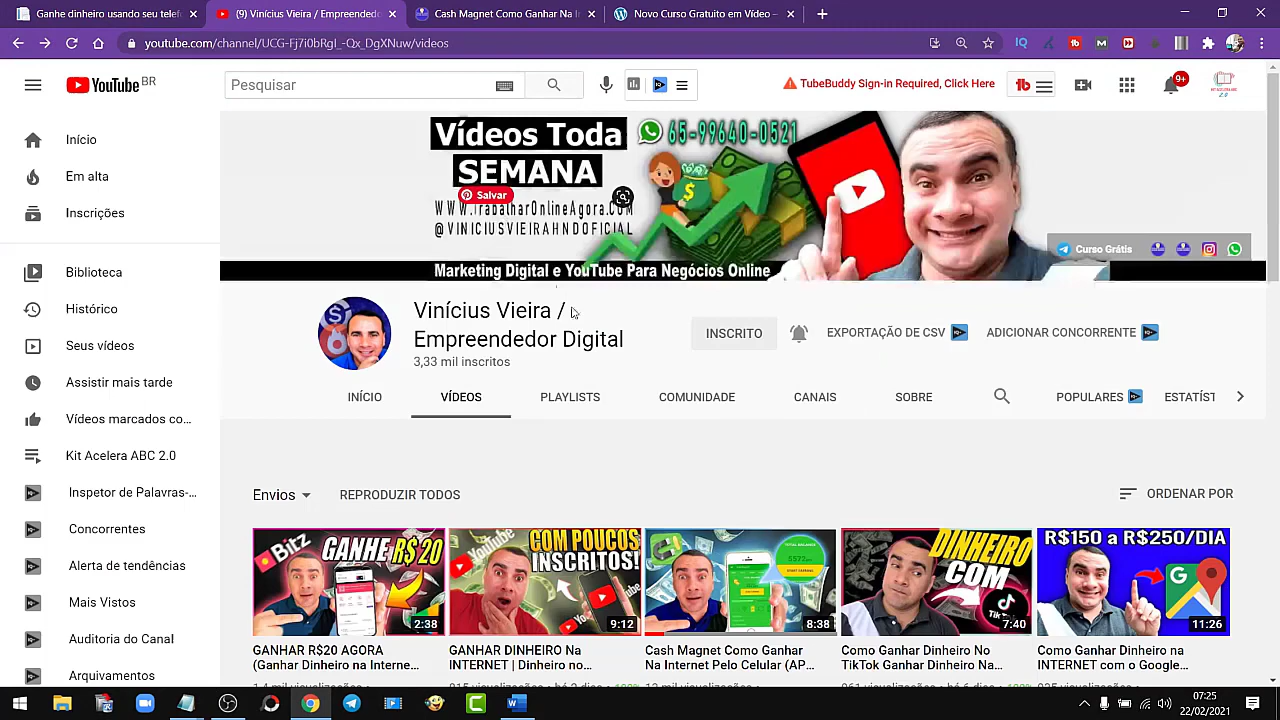 Ganhe dinheiro usando seu telef
(9) Vinícius Vieira / Empreendedo
Cash Magnet Como Ganhar Na I
Novo Curso Gratuito em Vídeo –
youtube.com/channel/UCG-Fj7i0bRgI_-Qx_DgXNuw/videos
YouTube BR
Pesquisar
TubeBuddy Sign-in Required, Click Here
9+
Início
Em alta
Inscrições
Biblioteca
Histórico
Seus vídeos
Assistir mais tarde
Vídeos marcados co...
Kit Acelera ABC 2.0
Inspetor de Palavras-...
Concorrentes
Alerta de tendências
Mais Vistos
Auditoria do Canal
Arquivamentos
Vídeos Toda
SEMANA
65-99640-0521
Salvar
WWW.TrabalharOnlineAgora.COM
@VINICIUSVIEIRAHNDOFICIAL
Marketing Digital e YouTube Para Negócios Online
Curso Grátis
Vinícius Vieira /
Empreendedor Digital
3,33 mil inscritos
INSCRITO
EXPORTAÇÃO DE CSV
ADICIONAR CONCORRENTE
INÍCIO VÍDEOS PLAYLISTS COMUNIDADE CANAIS SOBRE POPULARES ESTATÍST
Envios
REPRODUZIR TODOS
ORDENAR POR
Bitz
GANHE R$ 20
2:38
GANHAR R$20 AGORA
(Ganhar Dinheiro na Interne...
YouTube
COM POUCOS
INSCRITOS!
9:12
GANHAR DINHEIRO Na
INTERNET | Dinheiro no...
8:38
Cash Magnet Como Ganhar
Na Internet Pelo Celular (AP...
DINHEIRO
COM
7:40
Como Ganhar Dinheiro No
TikTok Ganhar Dinheiro Na...
R$150 a R$250/DIA
11:26
Como Ganhar Dinheiro na
INTERNET com o Google...
07:25
22/02/2021